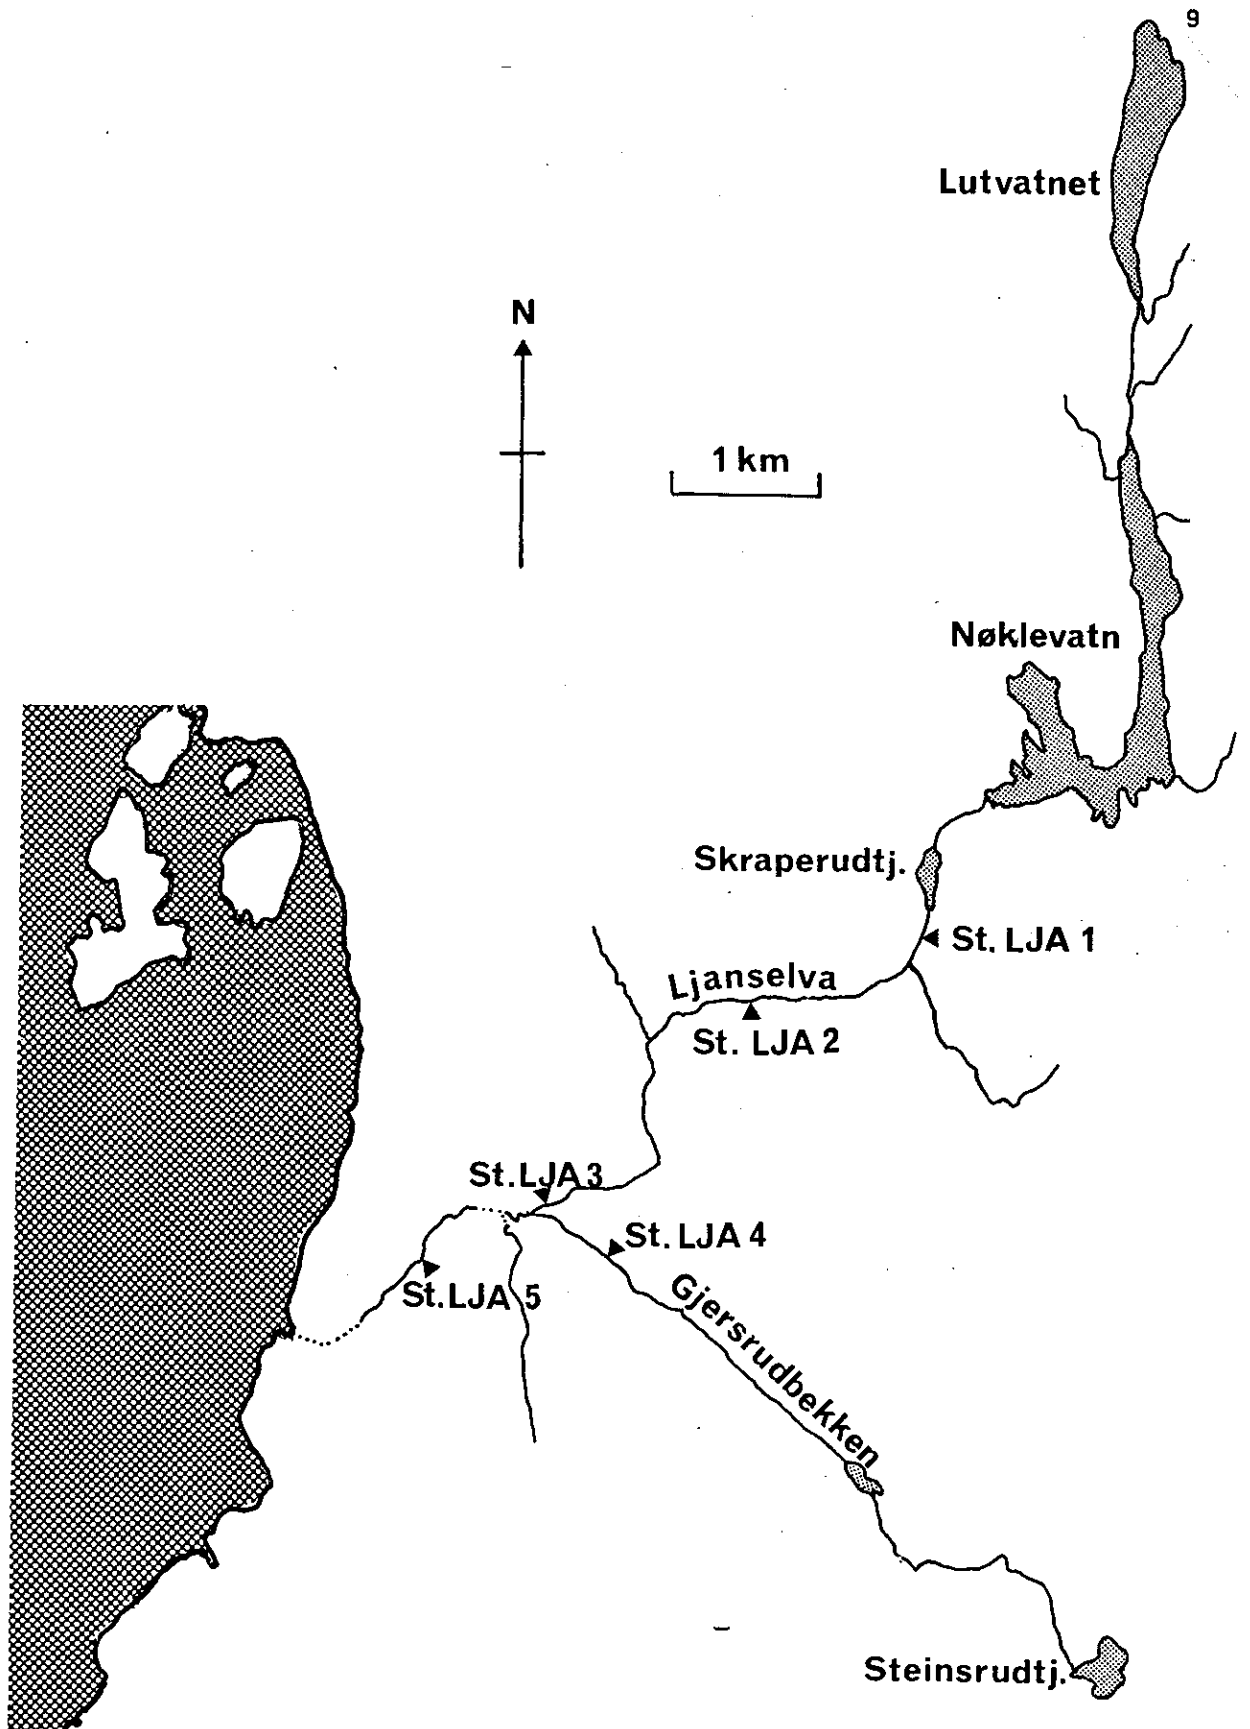 9
Lutvatnet
N
1 km
Nøklevatn
Skraperudtj.
St. LJA 1
Ljanselva
St. LJA 2
St. LJA 3
St. LJA 4
St. LJA 5
Gjersrudbekken
Steinsrudtj.